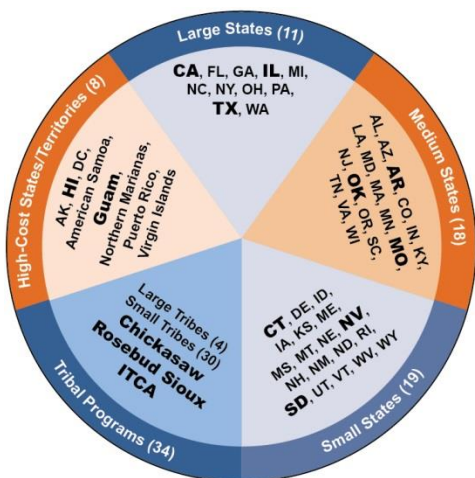 Large States (11)
CA, FL, GA, IL, MI,
NC, NY, OH, PA,
TX, WA
Medium States (18)
AL, AZ, AR, CO, IN, KY,
LA, MD, MA, MN, MO,
NJ, OK, OR, SC,
TN, VA, WI
Small States (19)
CT, DE, ID,
IA, KS, ME,
MS, MT, NE, NV,
NH, NM, ND, RI,
SD, UT, VT, WV, WY
Tribal Programs (34)
Large Tribes (4)
Small Tribes (30)
Chickasaw
Rosebud Sioux
ITCA
High-Cost States/Territories (8)
AK, HI, DC,
American Samoa,
Guam,
Northern Marianas,
Puerto Rico,
Virgin Islands